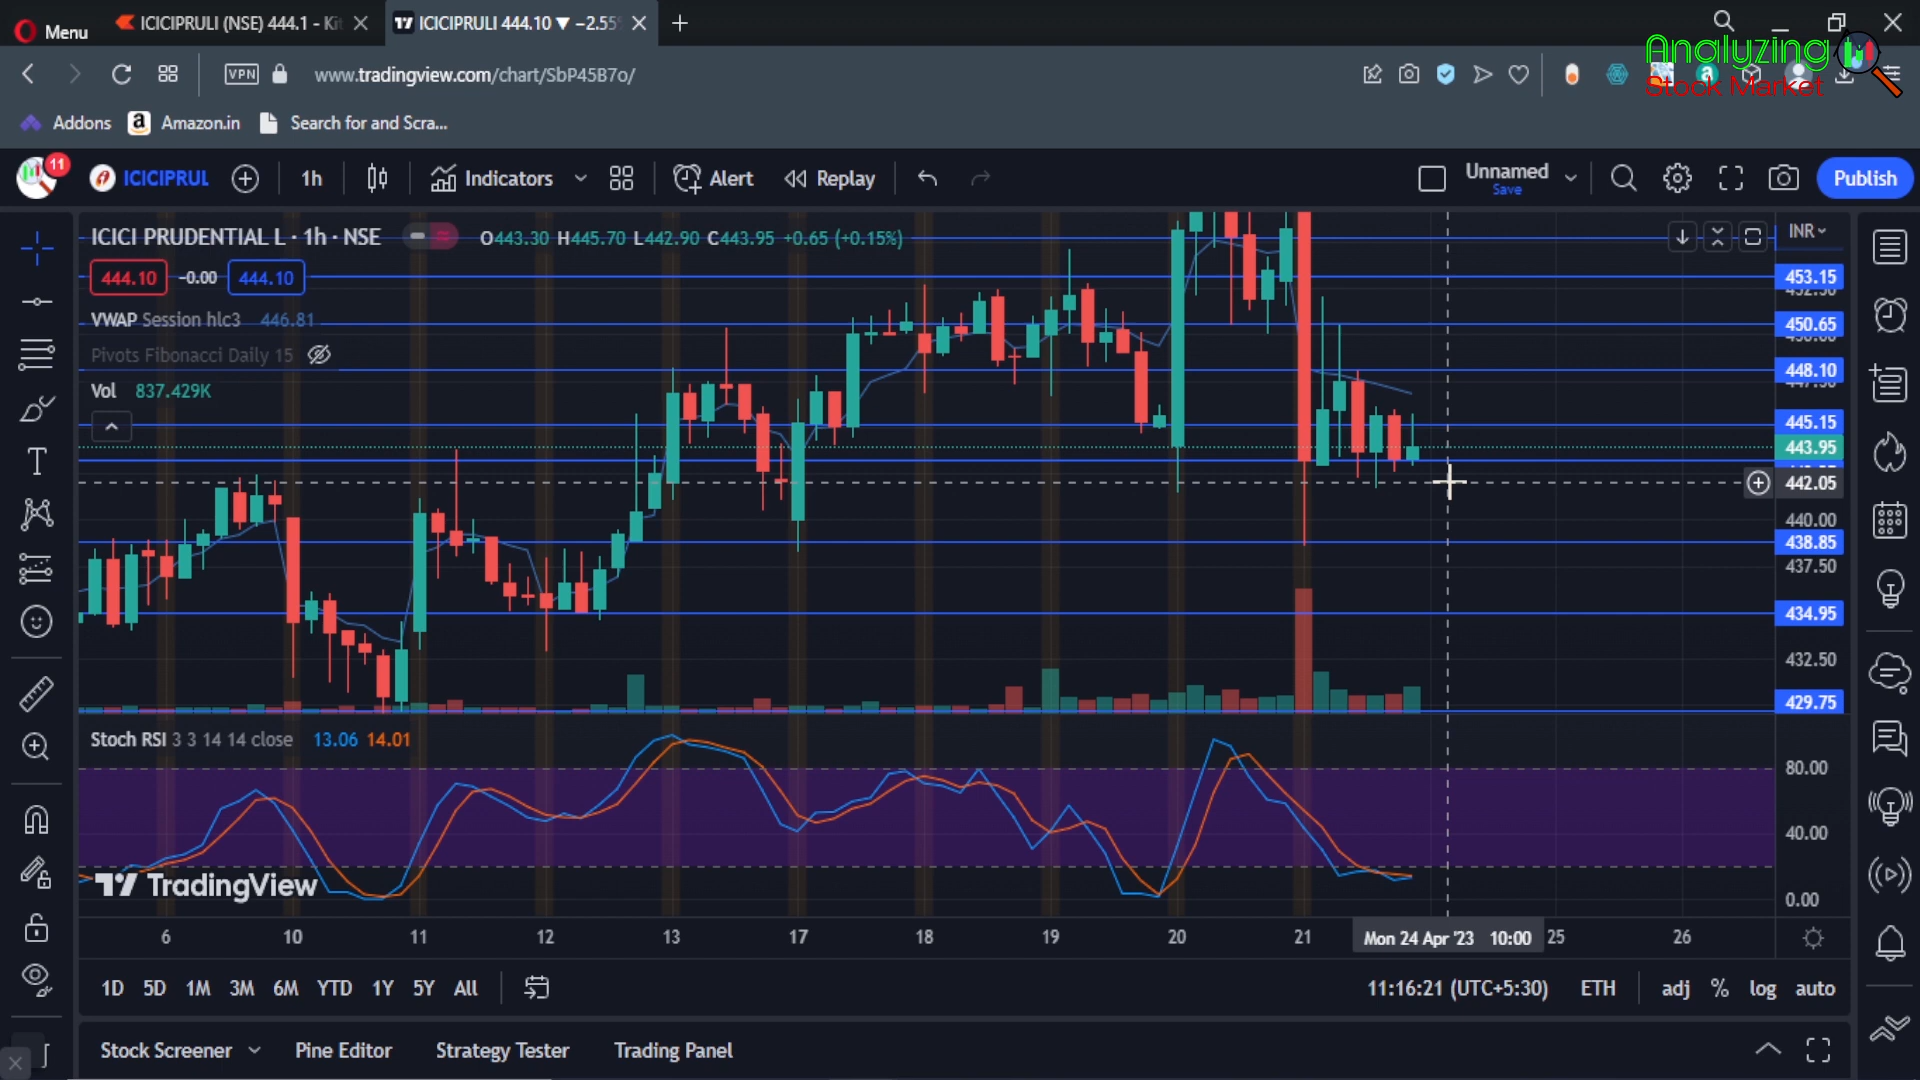 Menu
ICICIPRULI (NSE) 444.1 - Kit
ICICIPRULI 444.10 ▼ −2.55%
Analyzing
Stock Market
VPN
www.tradingview.com/chart/SbP45B7o/
Addons
Amazon.in
Search for and Scra...
11
ICICIPRUL
1h
Indicators
Alert
Replay
Unnamed
Save
Publish
ICICI PRUDENTIAL L · 1h · NSE
O443.30 H445.70 L442.90 C443.95 +0.65 (+0.15%)
INR
444.10 −0.00 444.10
VWAP Session hlc3 446.81
Pivots Fibonacci Daily 15
Vol 837.429K
453.15
450.65
448.10
445.15
443.95
442.05
440.00
438.85
437.50
434.95
432.50
429.75
Stoch RSI 3 3 14 14 close 13.06 14.01
80.00
40.00
0.00
TradingView
6 10 11 12 13 17 18 19 20 21 Mon 24 Apr '23 10:00 25 26
1D 5D 1M 3M 6M YTD 1Y 5Y All
11:16:21 (UTC+5:30) ETH adj % log auto
Stock Screener
Pine Editor
Strategy Tester
Trading Panel